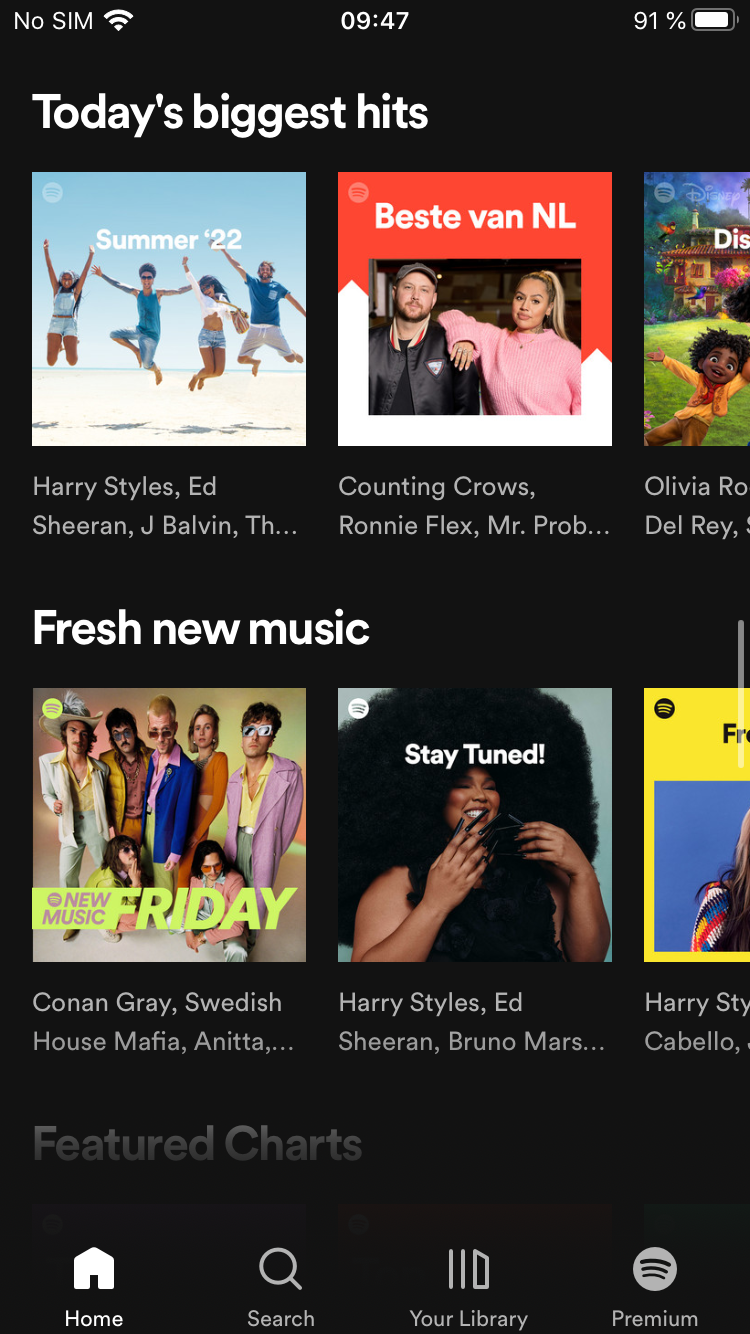 No SIM 09:47 91 %
Today's biggest hits
Summer ‘22
Beste van NL
Disney
Dis
Harry Styles, Ed
Sheeran, J Balvin, Th...
Counting Crows,
Ronnie Flex, Mr. Prob...
Olivia Ro
Del Rey, S
Fresh new music
NEW
MUSIC FRIDAY
Stay Tuned!
Fre
Conan Gray, Swedish
House Mafia, Anitta,...
Harry Styles, Ed
Sheeran, Bruno Mars...
Harry Sty
Cabello, J
Featured Charts
Home Search Your Library Premium